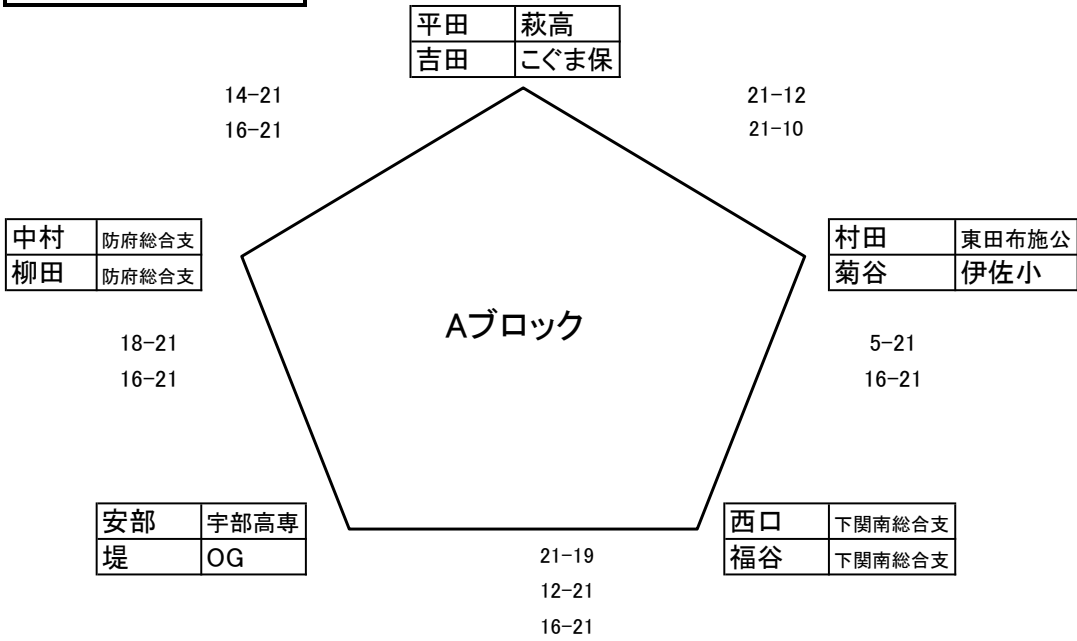 平田 萩高
吉田 こぐま保
14-21 21-12
16-21 21-10
中村 防府総合支
柳田 防府総合支
村田 東田布施公
菊谷 伊佐小
Aブロック
18-21 5-21
16-21 16-21
安部 宇部高専
堤 OG
西口 下関南総合支
福谷 下関南総合支
21-19
12-21
16-21